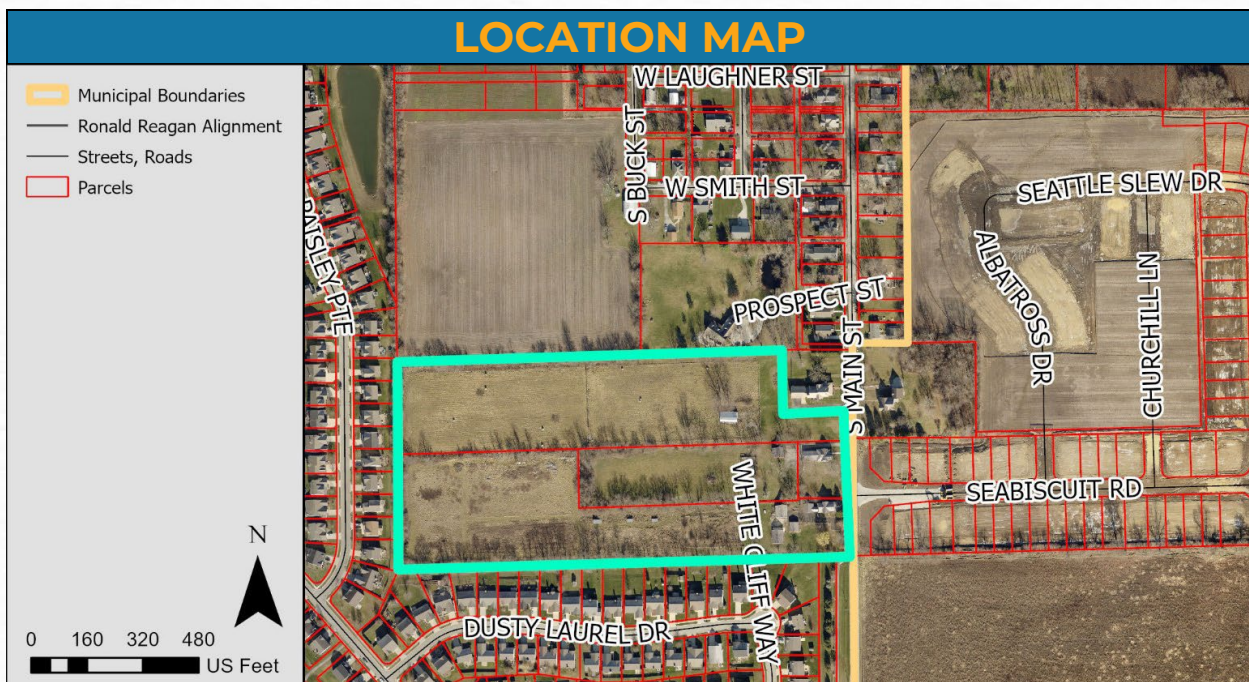 LOCATION MAP
Municipal Boundaries
Ronald Reagan Alignment
Streets, Roads
Parcels
N
0 160 320 480
US Feet
W LAUGHNER ST
S BUCK ST
W SMITH ST
SEATTLE SLEW DR
PAISLEY PTE
ALBATROSS DR
CHURCHILL LN
PROSPECT ST
S MAIN ST
WHITE CLIFF WAY
SEABISCUIT RD
DUSTY LAUREL DR